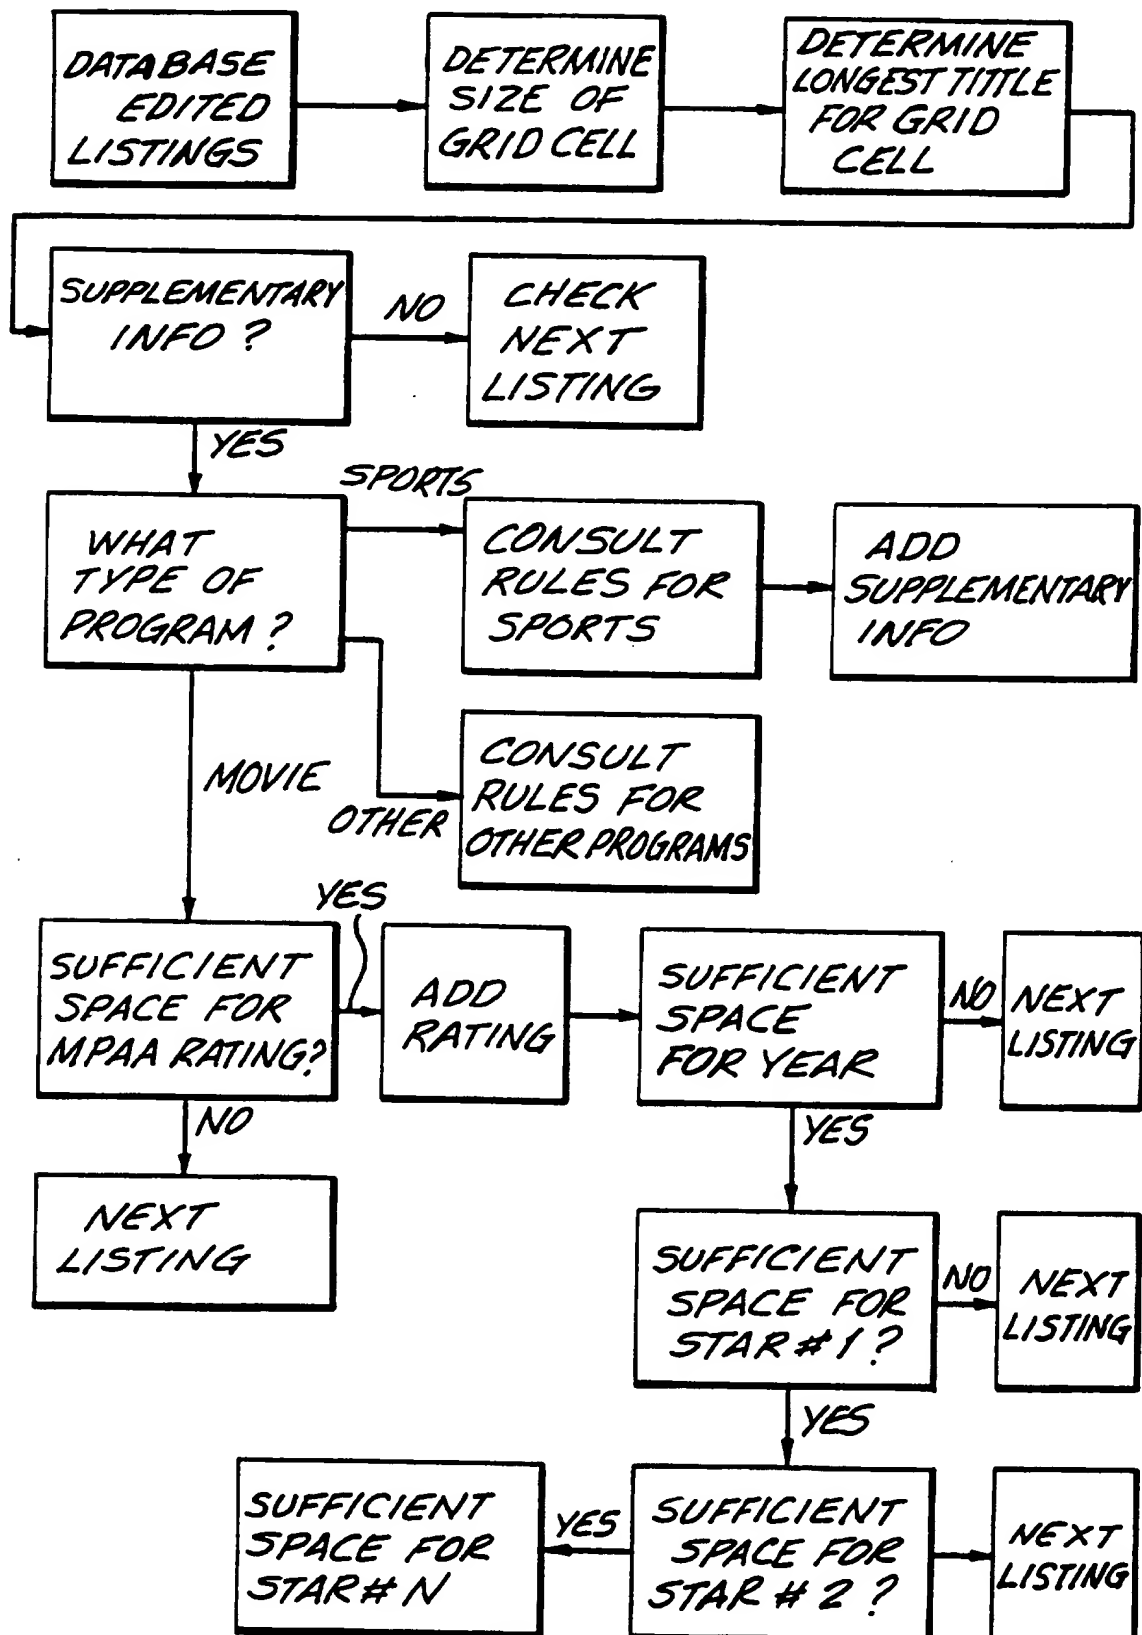 DATABASE
EDITED
LISTINGS
DETERMINE
SIZE OF
GRID CELL
DETERMINE
LONGEST TITTLE
FOR GRID
CELL
SUPPLEMENTARY
INFO?
NO
CHECK
NEXT
LISTING
YES
WHAT
TYPE OF
PROGRAM?
SPORTS
CONSULT
RULES FOR
SPORTS
ADD
SUPPLEMENTARY
INFO
MOVIE
OTHER
CONSULT
RULES FOR
OTHER PROGRAMS
SUFFICIENT
SPACE FOR
MPAA RATING?
YES
ADD
RATING
SUFFICIENT
SPACE
FOR YEAR
NO
NEXT
LISTING
NO
NEXT
LISTING
YES
SUFFICIENT
SPACE FOR
STAR #1?
NO
NEXT
LISTING
YES
SUFFICIENT
SPACE FOR
STAR #2?
NEXT
LISTING
YES
SUFFICIENT
SPACE FOR
STAR # N